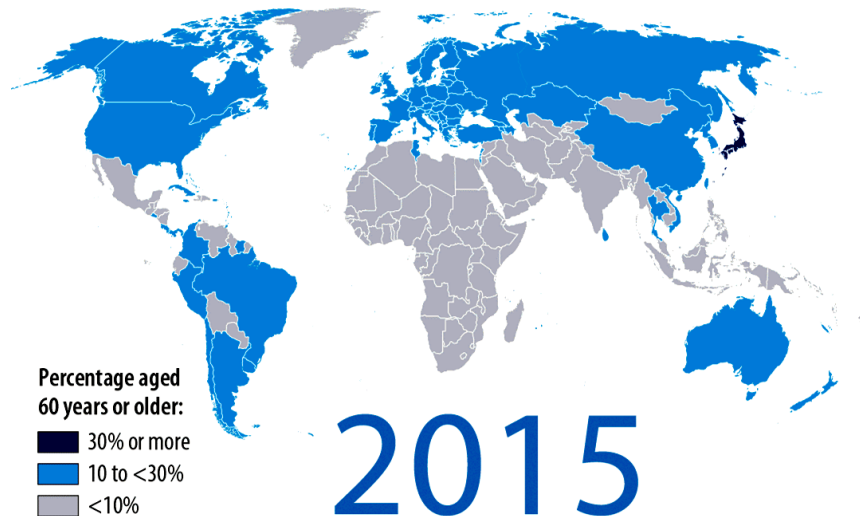 Percentage aged
60 years or older:
30% or more
10 to <30%
<10%
2015